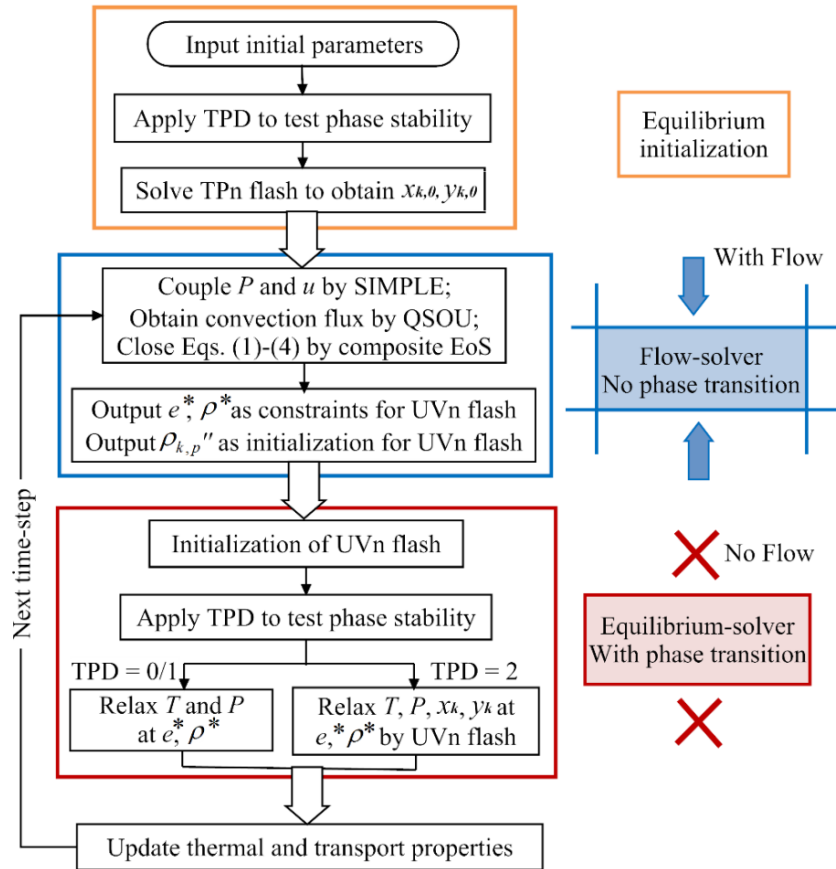 Input initial parameters
Apply TPD to test phase stability
Solve TPn flash to obtain xk,0, yk,0
Equilibrium
initialization
Couple P and u by SIMPLE;
Obtain convection flux by QSOU;
Close Eqs. (1)-(4) by composite EoS
Output e*, ρ* as constraints for UVn flash
Output ρk,p″ as initialization for UVn flash
With Flow
Flow-solver
No phase transition
Next time-step
Initialization of UVn flash
Apply TPD to test phase stability
TPD = 0/1
TPD = 2
Relax T and P
at e,* ρ*
Relax T, P, xk, yk at
e,* ρ* by UVn flash
No Flow
Equilibrium-solver
With phase transition
Update thermal and transport properties